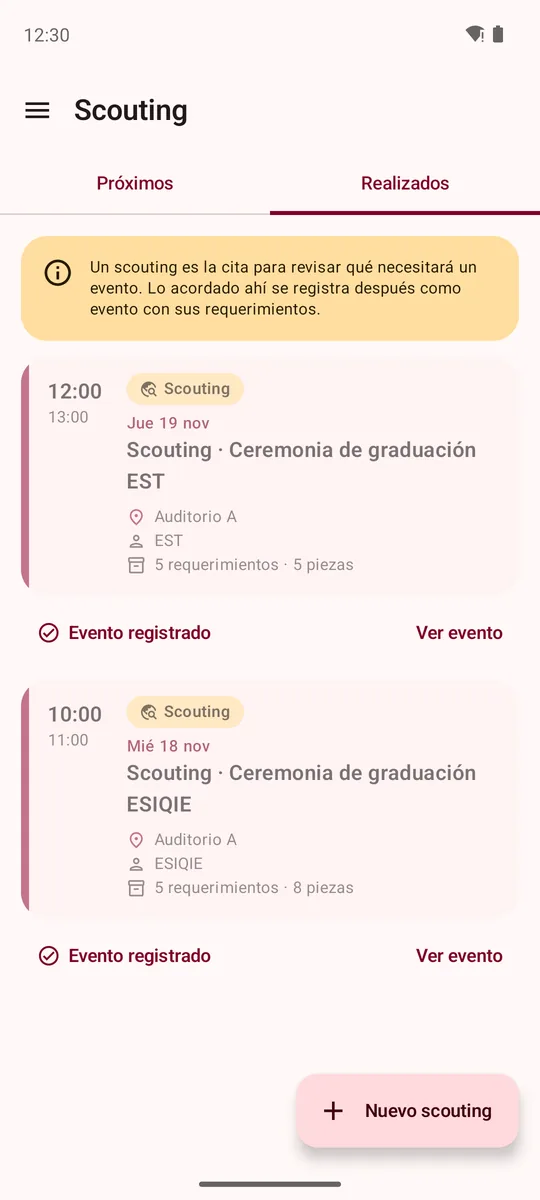 12:30
Scouting
Próximos
Realizados
Un scouting es la cita para revisar qué necesitará un
evento. Lo acordado ahí se registra después como
evento con sus requerimientos.
12:00
13:00
Scouting
Jue 19 nov
Scouting · Ceremonia de graduación
EST
Auditorio A
EST
5 requerimientos · 5 piezas
Evento registrado
Ver evento
10:00
11:00
Scouting
Mié 18 nov
Scouting · Ceremonia de graduación
ESIQIE
Auditorio A
ESIQIE
5 requerimientos · 8 piezas
Evento registrado
Ver evento
Nuevo scouting